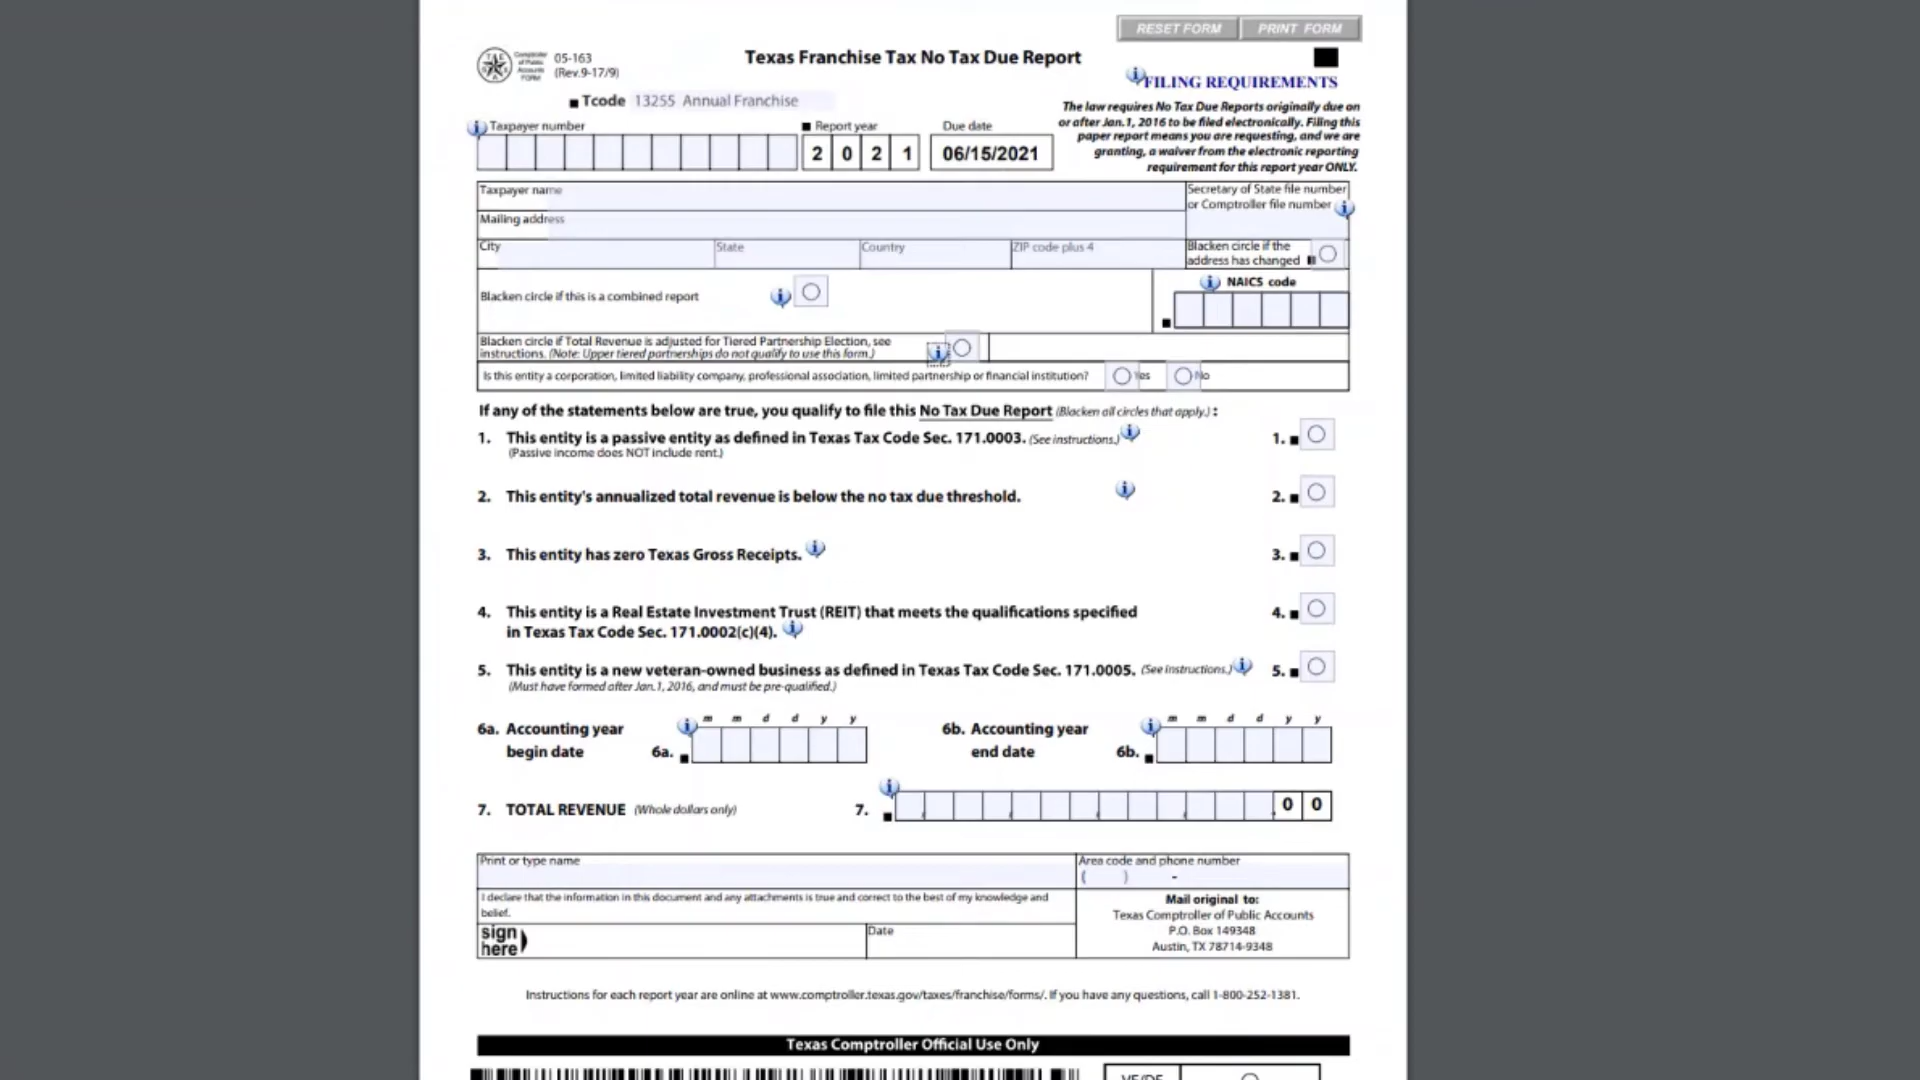 RESET FORM PRINT FORM
Comptroller of Public Accounts FORM
05-163
(Rev.9-17/9)
Texas Franchise Tax No Tax Due Report
FILING REQUIREMENTS
Tcode 13255 Annual Franchise
The law requires No Tax Due Reports originally due on
or after Jan.1, 2016 to be filed electronically. Filing this
paper report means you are requesting, and we are
granting, a waiver from the electronic reporting
requirement for this report year ONLY.
Taxpayer number
Report year
Due date
2 0 2 1
06/15/2021
Taxpayer name
Secretary of State file number
or Comptroller file number
Mailing address
City
State
Country
ZIP code plus 4
Blacken circle if the
address has changed
Blacken circle if this is a combined report
NAICS code
Blacken circle if Total Revenue is adjusted for Tiered Partnership Election, see
instructions. (Note: Upper tiered partnerships do not qualify to use this form.)
Is this entity a corporation, limited liability company, professional association, limited partnership or financial institution? Yes No
If any of the statements below are true, you qualify to file this No Tax Due Report (Blacken all circles that apply.) :
1. This entity is a passive entity as defined in Texas Tax Code Sec. 171.0003. (See instructions.) 1.
(Passive income does NOT include rent.)
2. This entity's annualized total revenue is below the no tax due threshold. 2.
3. This entity has zero Texas Gross Receipts. 3.
4. This entity is a Real Estate Investment Trust (REIT) that meets the qualifications specified 4.
in Texas Tax Code Sec. 171.0002(c)(4).
5. This entity is a new veteran-owned business as defined in Texas Tax Code Sec. 171.0005. (See instructions.) 5.
(Must have formed after Jan.1, 2016, and must be pre-qualified.)
m m d d y y
m m d d y y
6a. Accounting year
begin date 6a.
6b. Accounting year
end date 6b.
7. TOTAL REVENUE (Whole dollars only) 7. 0 0
Print or type name
Area code and phone number
( ) -
I declare that the information in this document and any attachments is true and correct to the best of my knowledge and
belief.
sign
here
Date
Mail original to:
Texas Comptroller of Public Accounts
P.O. Box 149348
Austin, TX 78714-9348
Instructions for each report year are online at www.comptroller.texas.gov/taxes/franchise/forms/. If you have any questions, call 1-800-252-1381.
Texas Comptroller Official Use Only
VE/DE